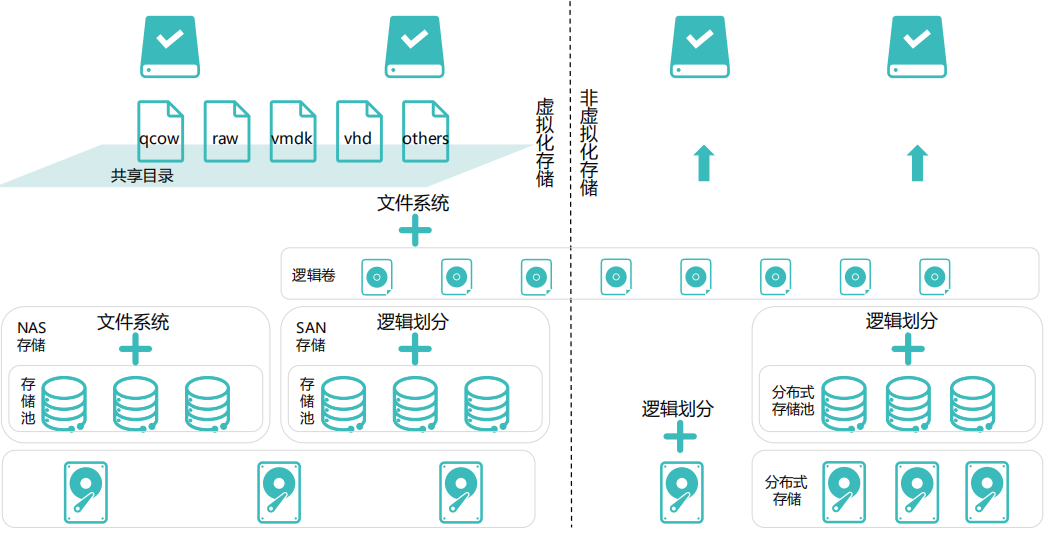 qcow
raw
vmdk
vhd
others
共享目录
虚拟化存储
非虚拟化存储
文件系统
逻辑卷
NAS
存储
文件系统
存储池
SAN
存储
逻辑划分
存储池
逻辑划分
逻辑划分
分布式
存储池
分布式
存储